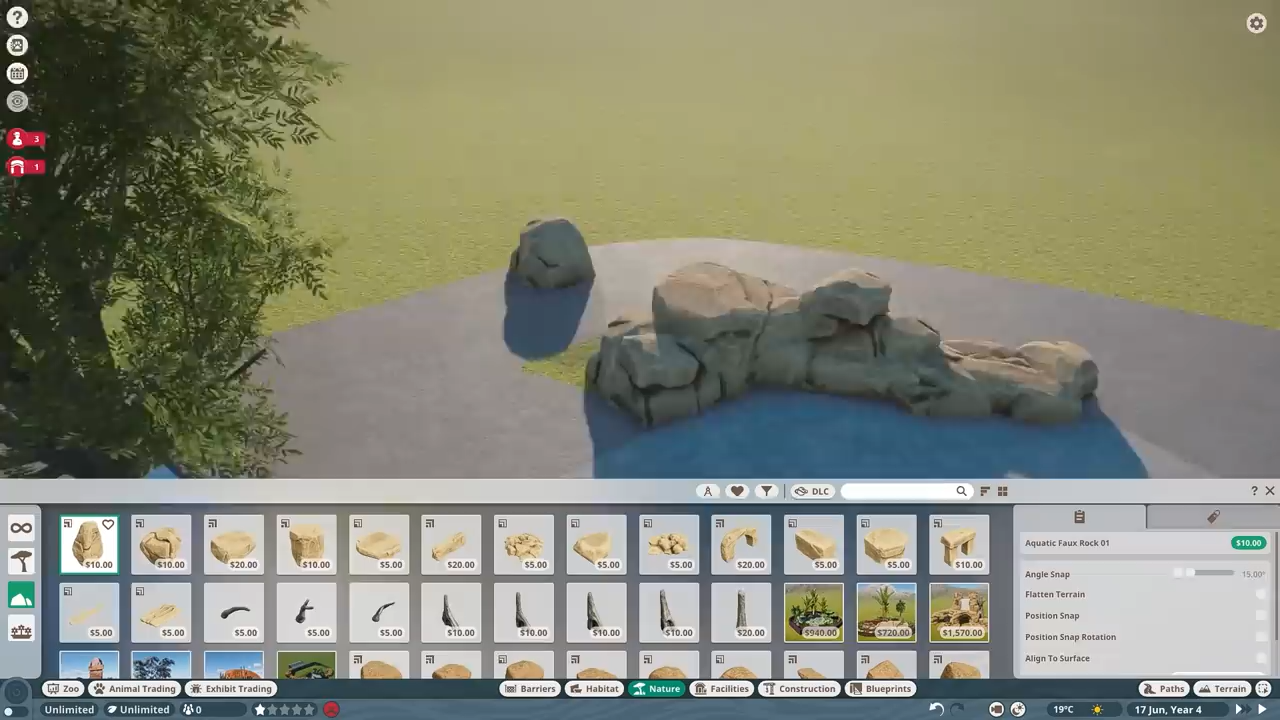 ?
3
1
DLC
? ×
$10.00 $10.00 $20.00 $10.00 $5.00 $20.00 $5.00 $5.00 $5.00 $20.00 $5.00 $5.00 $10.00
$5.00 $5.00 $5.00 $5.00 $5.00 $10.00 $10.00 $10.00 $10.00 $20.00 $940.00 $720.00 $1,570.00
Aquatic Faux Rock 01 $10.00
Angle Snap 15.00°
Flatten Terrain
Position Snap
Position Snap Rotation
Align To Surface
Zoo Animal Trading Exhibit Trading Barriers Habitat Nature Facilities Construction Blueprints Paths Terrain
Unlimited Unlimited 0 19°C 17 Jun, Year 4